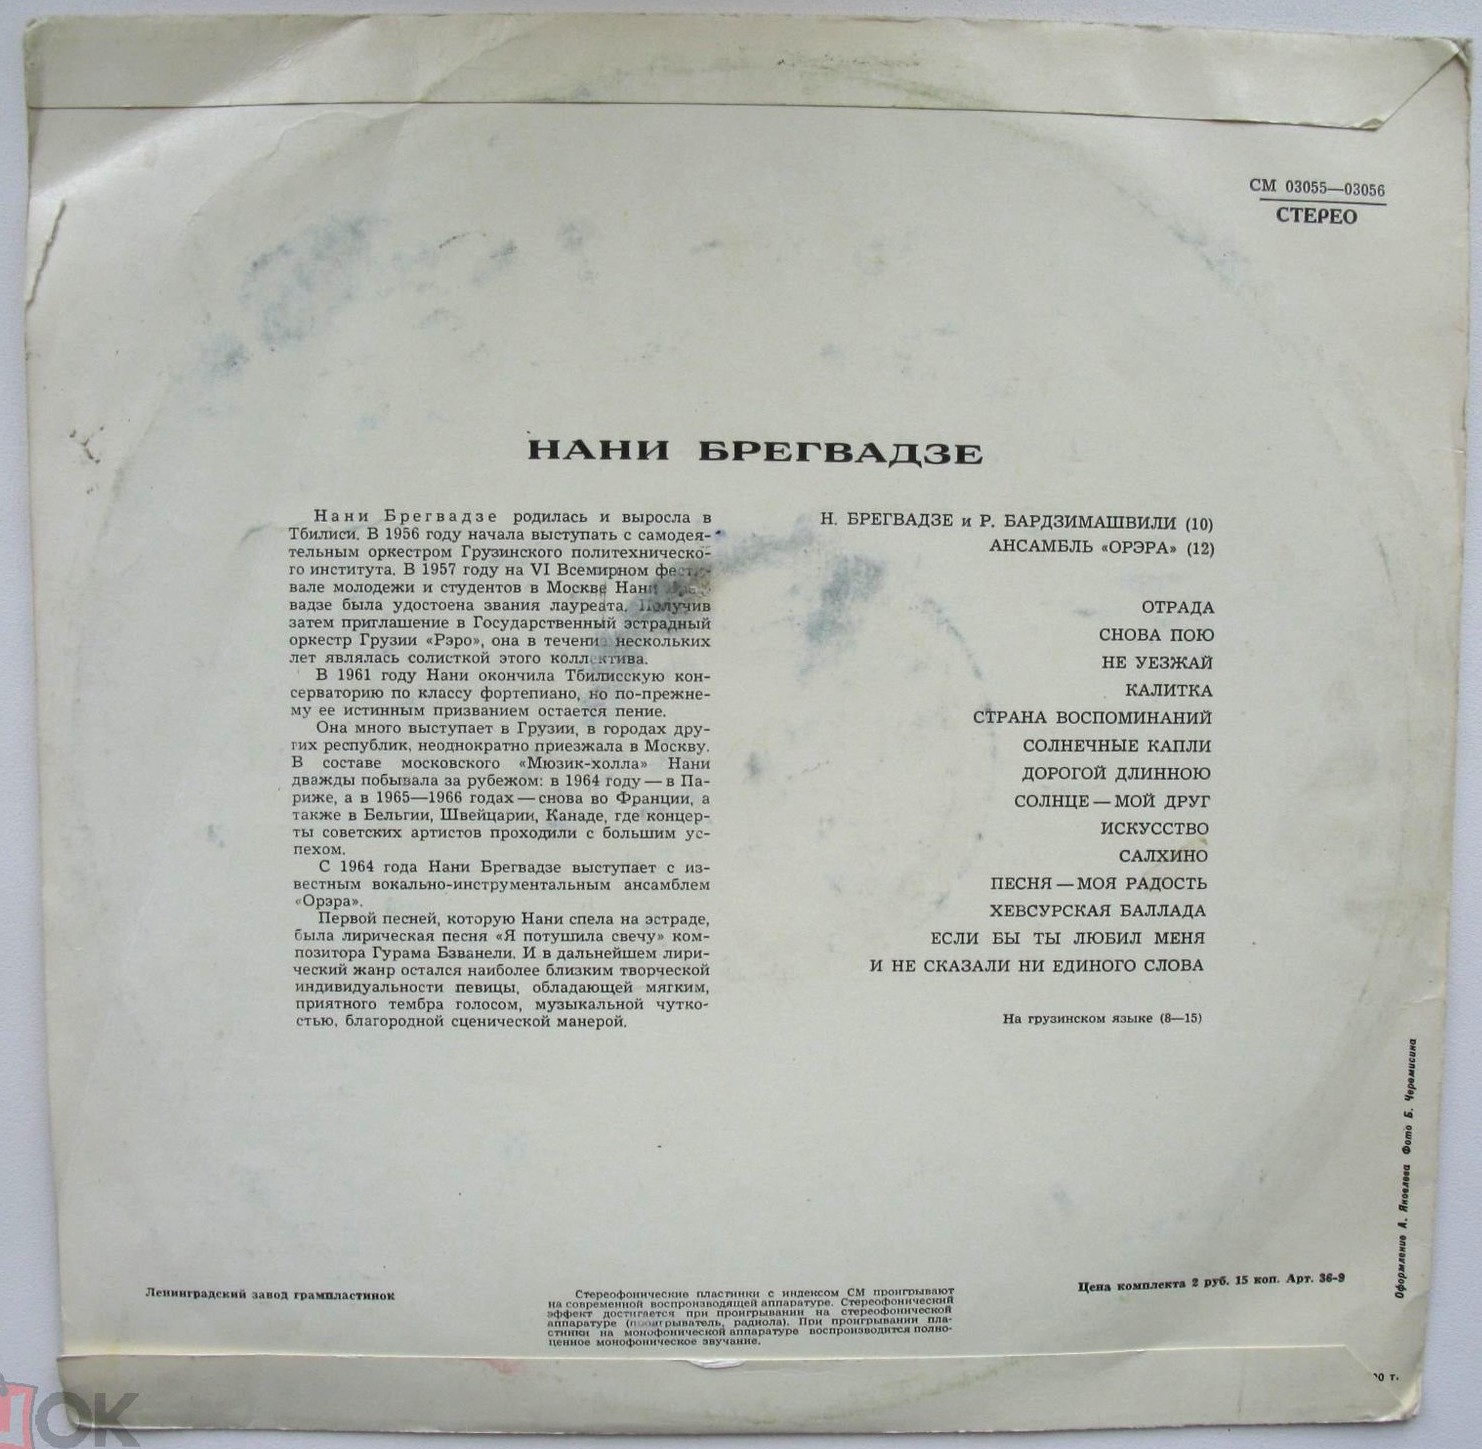 СМ 03055—03056
СТЕРЕО
НАНИ БРЕГВАДЗЕ
Нани Брегвадзе родилась и выросла в
Тбилиси. В 1956 году начала выступать с самодея-
тельным оркестром Грузинского политехническо-
го института. В 1957 году на VI Всемирном
вале молодежи и студентов в Москве Нани
вадзе была удостоена звания лауреата. Получив
затем приглашение в Государственный эстрадный
оркестр Грузии «Рэро», она в течени нескольких
лет являлась солисткой этого коллектива.
В 1961 году Нани окончила Тбилисскую кон-
серваторию по классу фортепиано, но по-прежне-
му ее истинным призванием остается пение.
Она много выступает в Грузии, в городах дру-
гих республик, неоднократно приезжала в Москву.
В составе московского «Мюзик-холла» Нани
дважды побывала за рубежом: в 1964 году — в Па-
риже, а в 1965—1966 годах — снова во Франции, а
также в Бельгии, Швейцарии, Канаде, где концер-
ты советских артистов проходили с большим ус-
пехом.
С 1964 года Нани Брегвадзе выступает с из-
вестным вокально-инструментальным ансамблем
«Орэра».
Первой песней, которую Нани спела на эстраде,
была лирическая песня «Я потушила свечу» ком-
позитора Гурама Бзванели. И в дальнейшем лири-
ческий жанр остался наиболее близким творческой
индивидуальности певицы, обладающей мягким,
приятного тембра голосом, музыкальной чутко-
стью, благородной сценической манерой.
Н. БРЕГВАДЗЕ и Р. БАРДЗИМАШВИЛИ (10)
АНСАМБЛЬ «ОРЭРА» (12)
ОТРАДА
СНОВА ПОЮ
НЕ УЕЗЖАЙ
КАЛИТКА
СТРАНА ВОСПОМИНАНИЙ
СОЛНЕЧНЫЕ КАПЛИ
ДОРОГОЙ ДЛИННОЮ
СОЛНЦЕ — МОЙ ДРУГ
ИСКУССТВО
САЛХИНО
ПЕСНЯ — МОЯ РАДОСТЬ
ХЕВСУРСКАЯ БАЛЛАДА
ЕСЛИ БЫ ТЫ ЛЮБИЛ МЕНЯ
И НЕ СКАЗАЛИ НИ ЕДИНОГО СЛОВА
На грузинском языке (8—15)
Оформление А. Яковлева Фото Б. Черемисина
Ленинградский завод грампластинок
Стереофонические пластинки с индексом СМ проигрывают
на современной воспроизводящей аппаратуре. Стереофонический
эффект достигается при проигрывании на стереофонической
аппаратуре (проигрыватель, радиола). При проигрывании пла-
стинки на монофонической аппаратуре воспроизводится полно-
ценное монофоническое звучание.
Цена комплекта 2 руб. 15 коп. Арт. 36-9
ОК